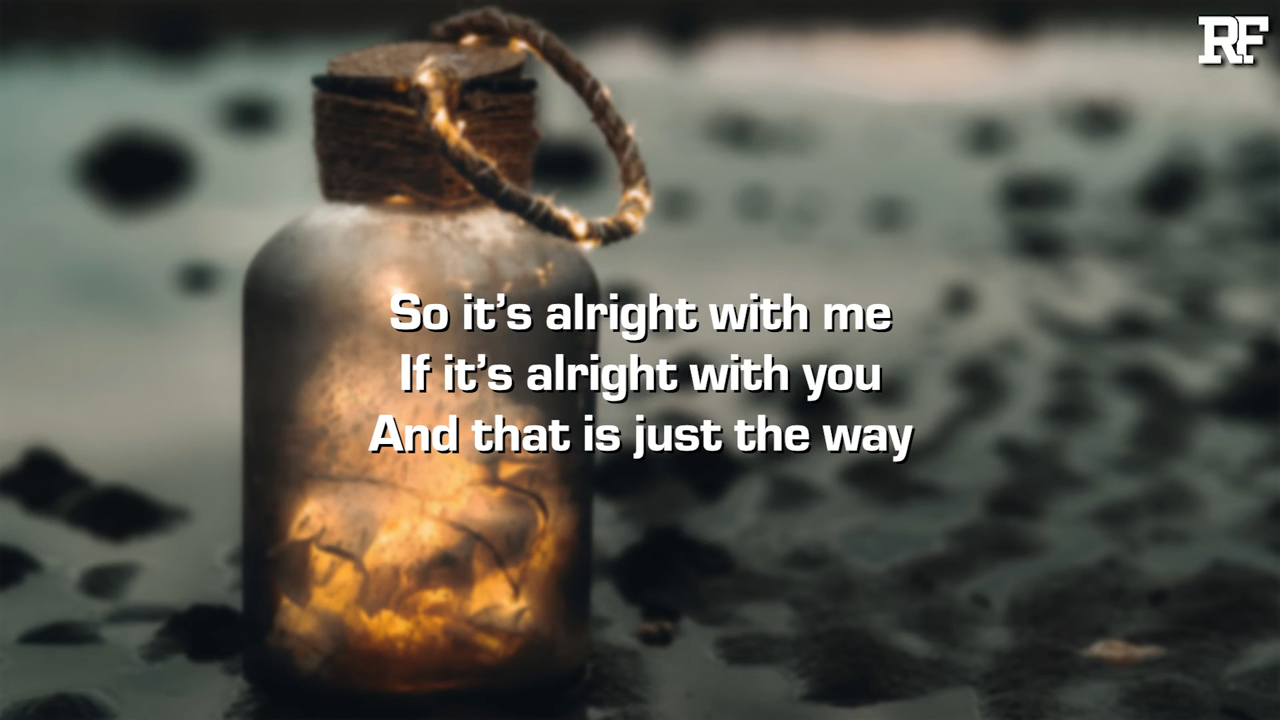 RF
So it’s alright with me
If it’s alright with you
And that is just the way